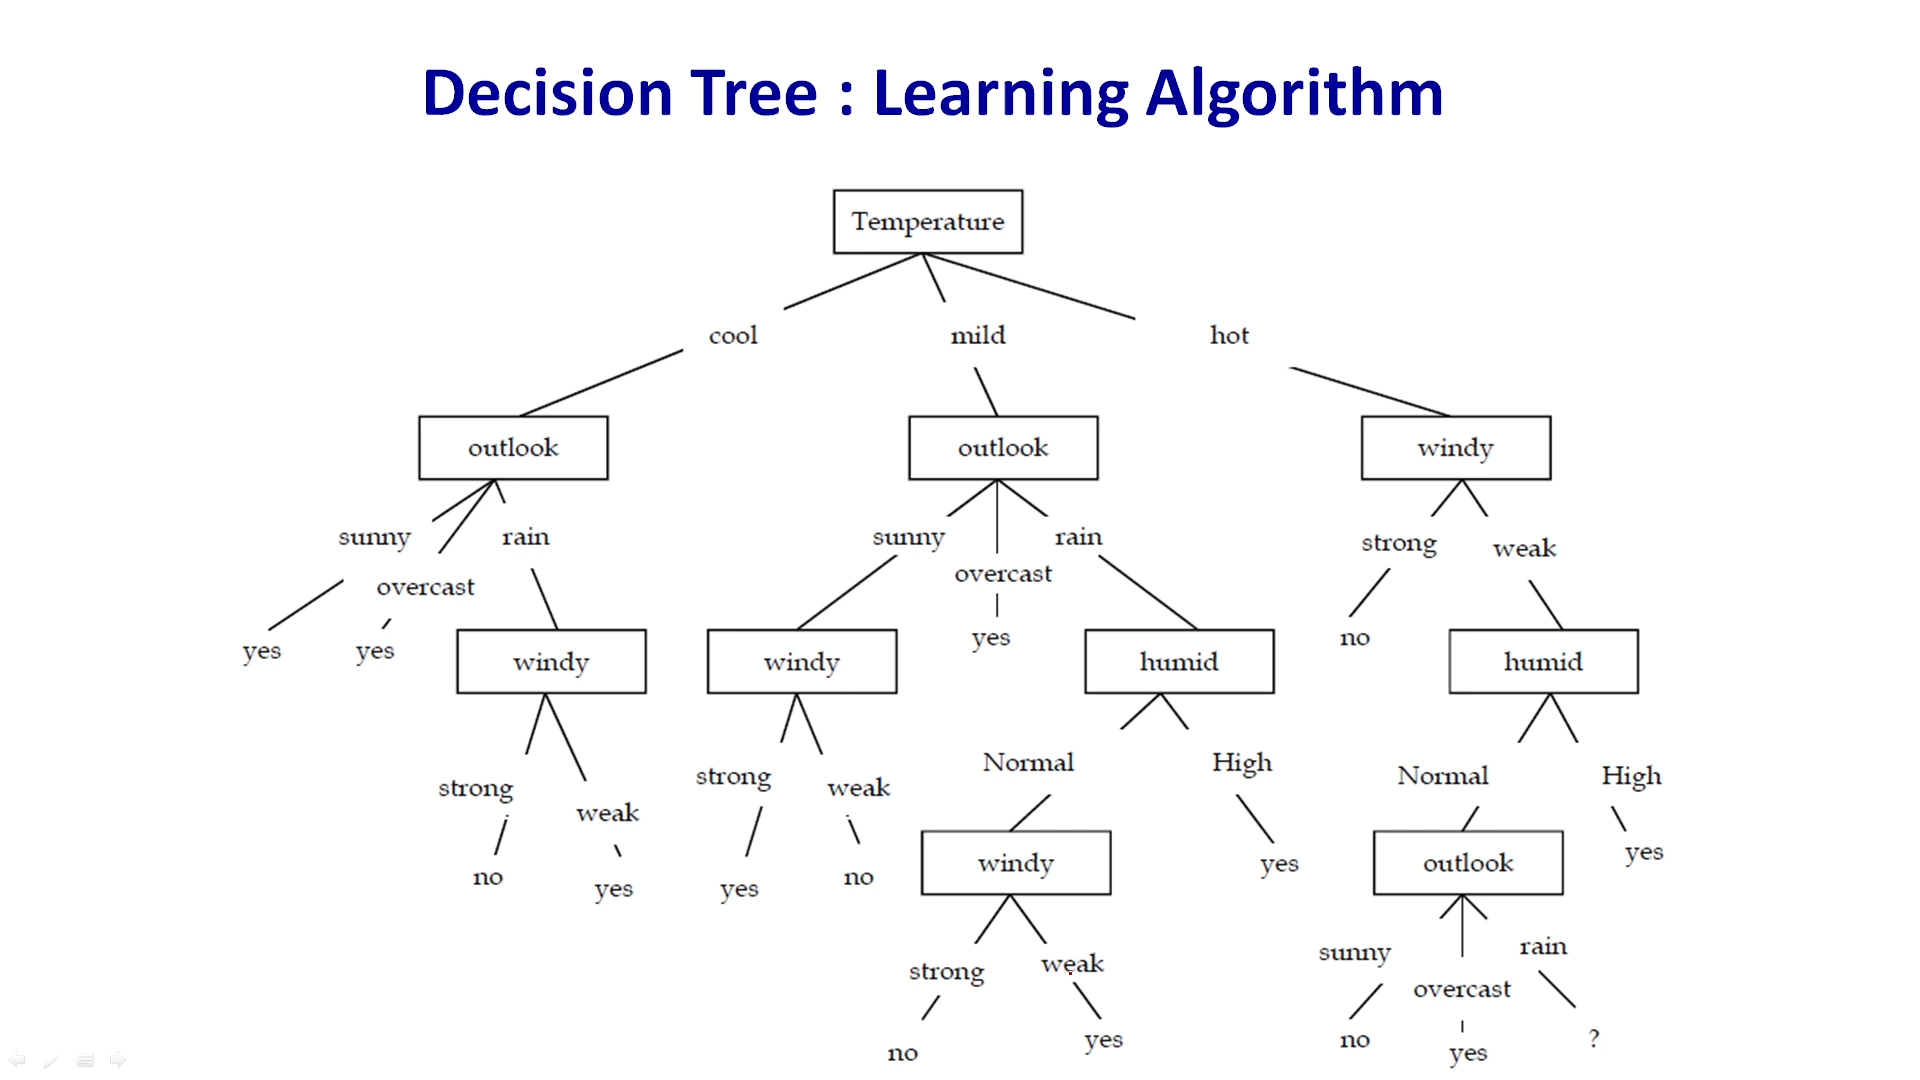 Decision Tree : Learning Algorithm
Temperature
cool mild hot
outlook outlook windy
sunny rain sunny rain strong weak
overcast overcast
yes yes windy windy yes humid no humid
strong weak strong weak Normal High Normal High
no yes yes no windy yes outlook yes
strong weak sunny overcast rain
no yes no yes ?